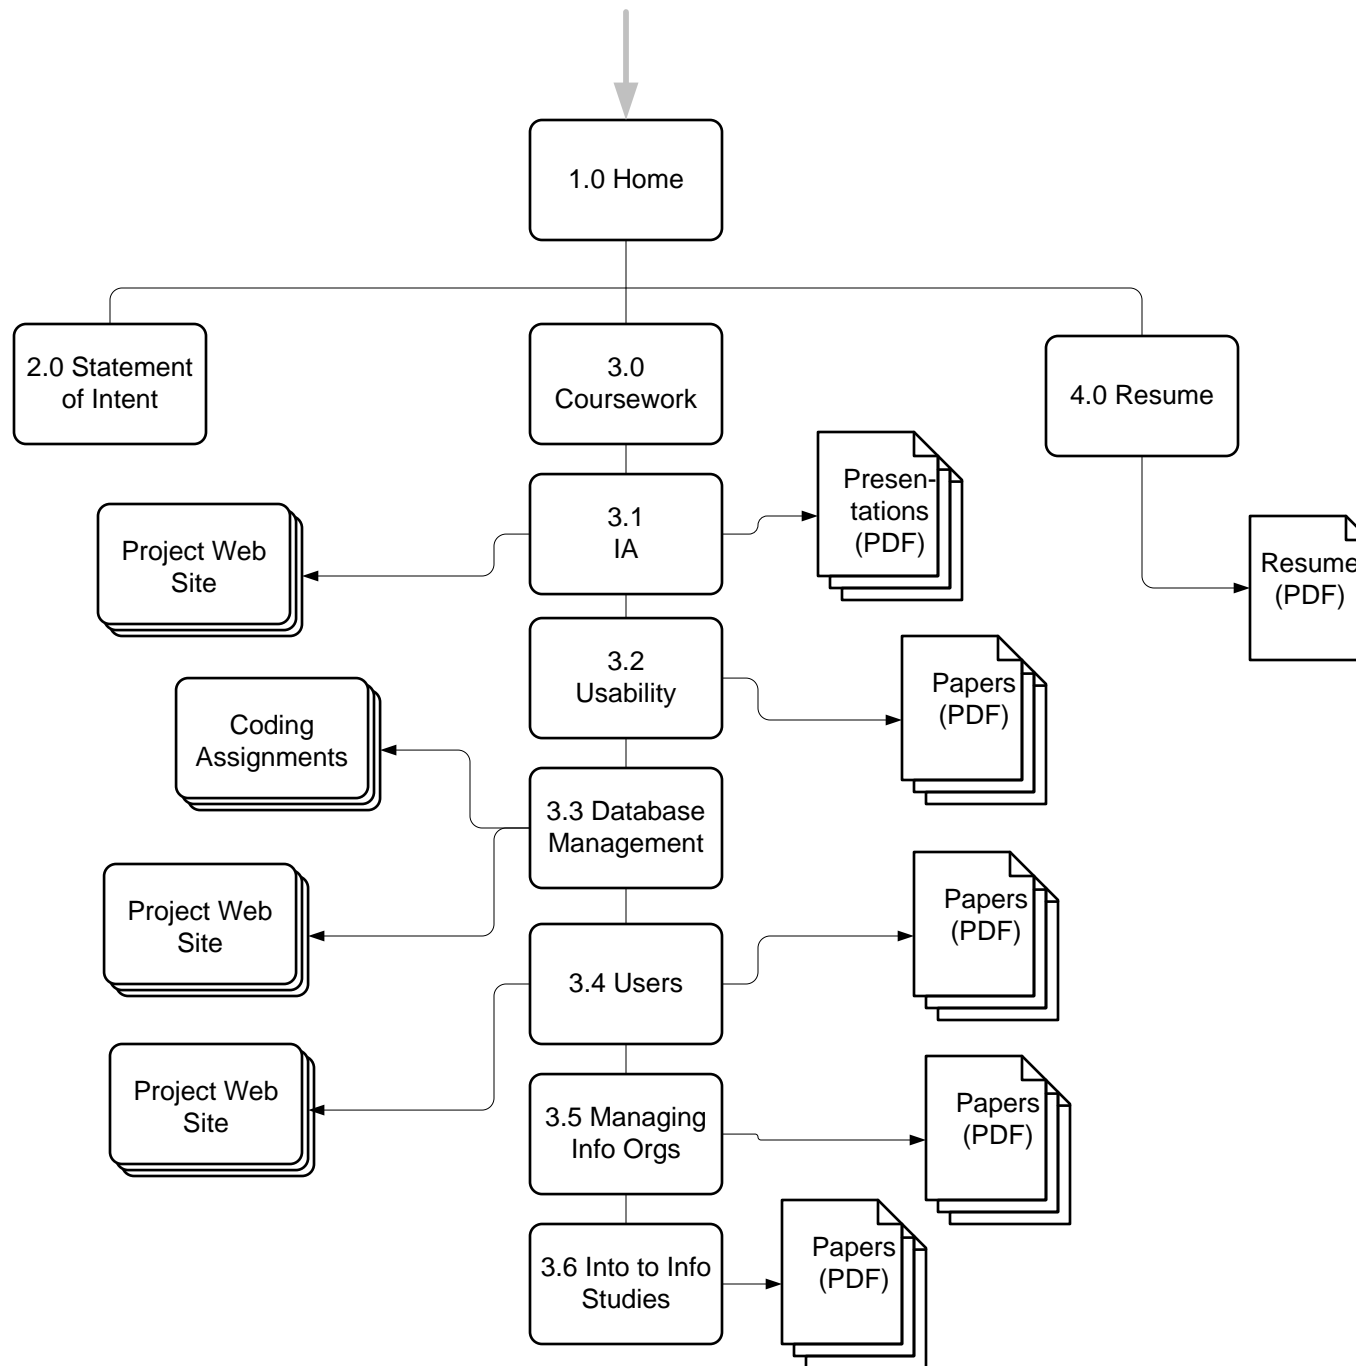 1.0 Home
2.0 Statement
of Intent
3.0
Coursework
4.0 Resume
Presen-
tations
(PDF)
3.1
IA
Project Web
Site
Resume
(PDF)
3.2
Usability
Papers
(PDF)
Coding
Assignments
3.3 Database
Management
Project Web
Site
Papers
(PDF)
3.4 Users
Project Web
Site
3.5 Managing
Info Orgs
Papers
(PDF)
3.6 Into to Info
Studies
Papers
(PDF)